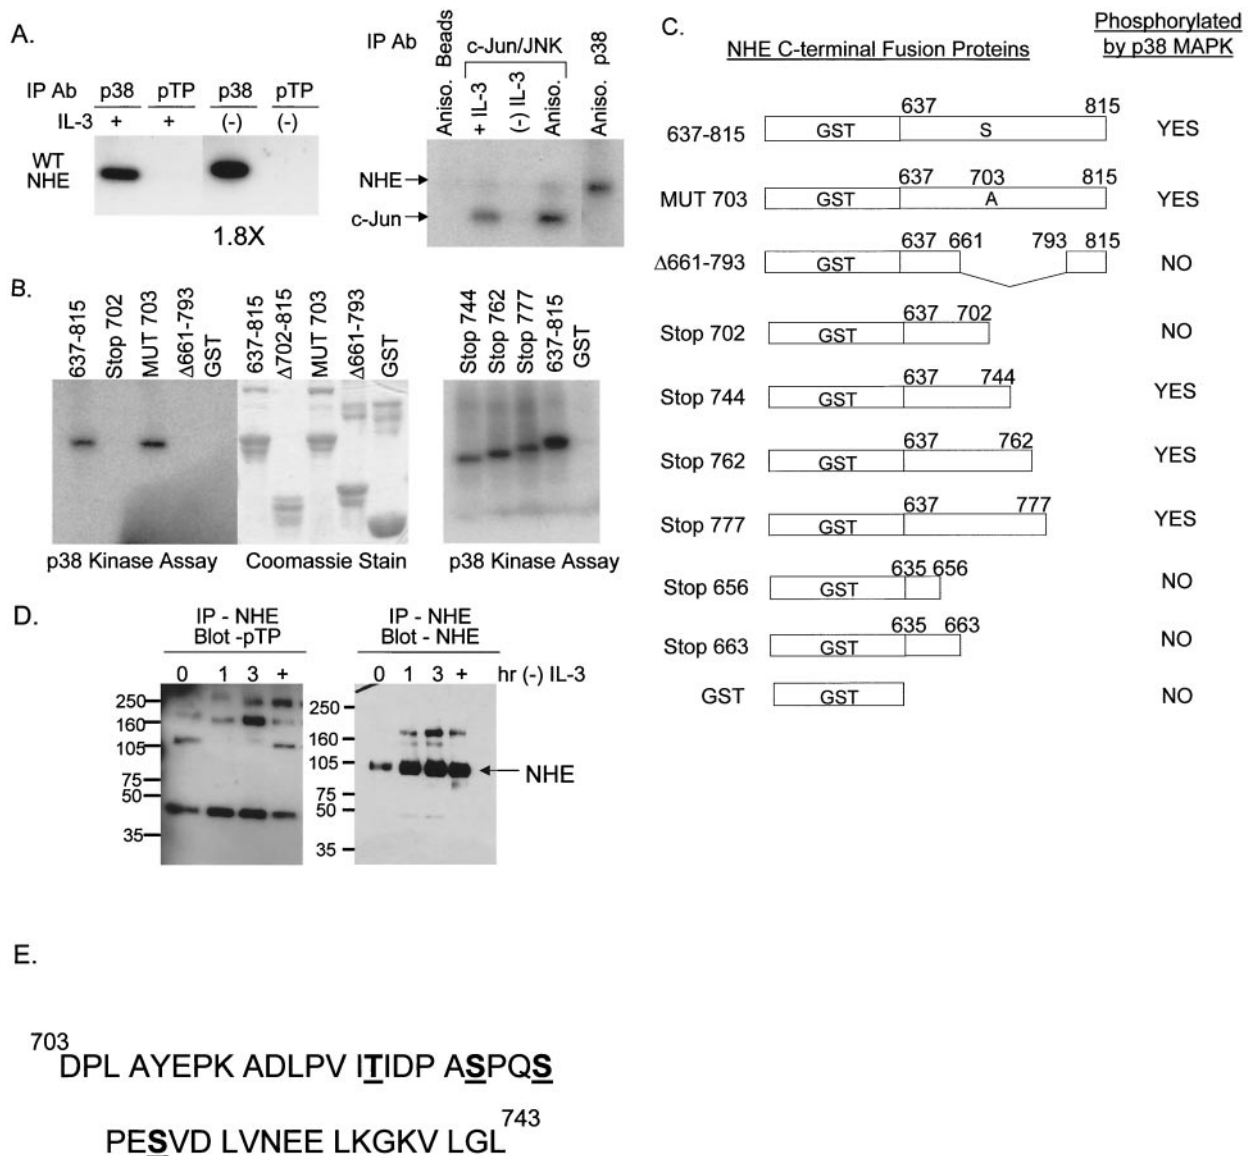 A.
IP Ab p38 pTP p38 pTP
IL-3 + + (-) (-)
WT
NHE
1.8X
IP Ab
Aniso. Beads
c-Jun/JNK
+ IL-3
(-) IL-3
Aniso.
Aniso. p38
NHE
c-Jun
B.
637-815
Stop 702
MUT 703
Δ661-793
GST
637-815
Δ702-815
MUT 703
Δ661-793
GST
Stop 744
Stop 762
Stop 777
637-815
GST
p38 Kinase Assay
Coomassie Stain
p38 Kinase Assay
C.
NHE C-terminal Fusion Proteins
Phosphorylated
by p38 MAPK
637 815
637-815 GST S YES
637 703 815
MUT 703 GST A YES
637 661 793 815
Δ661-793 GST NO
637 702
Stop 702 GST NO
637 744
Stop 744 GST YES
637 762
Stop 762 GST YES
637 777
Stop 777 GST YES
635 656
Stop 656 GST NO
635 663
Stop 663 GST NO
GST GST NO
D.
IP - NHE
Blot -pTP
0 1 3 +
250
160
105
75
50
35
IP - NHE
Blot - NHE
0 1 3 + hr (-) IL-3
250
160
105
75
50
35
NHE
E.
703
DPL AYEPK ADLPV ITIDP ASPQS
PESVDLVNEE LKGKV LGL 743